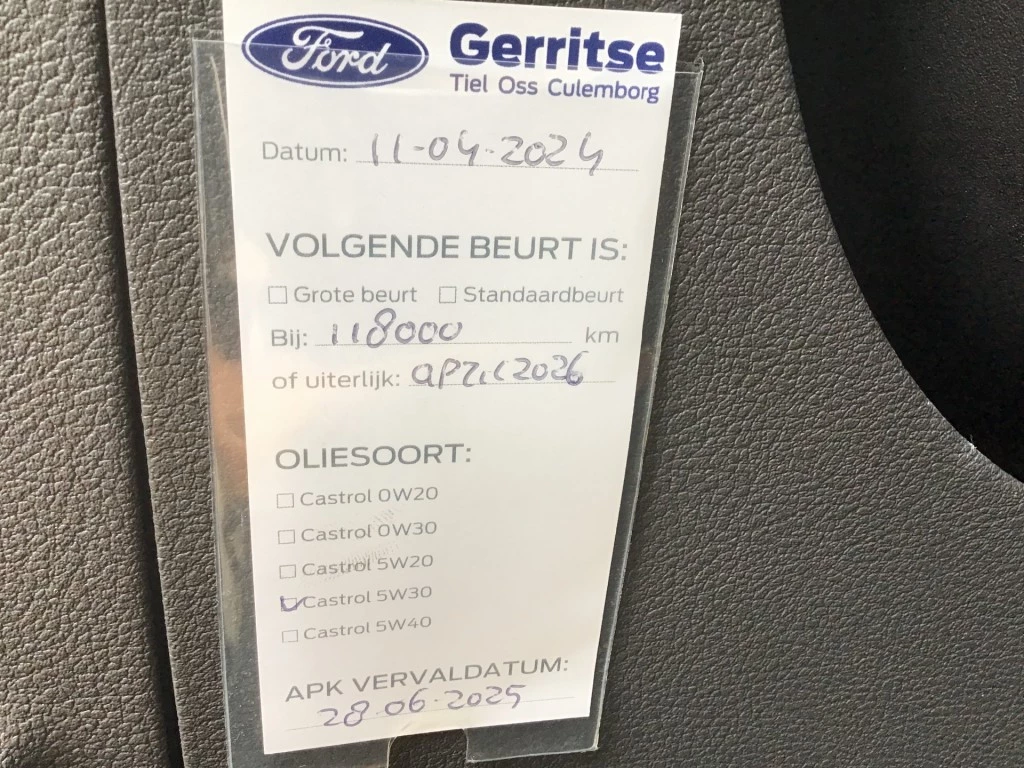 Ford Gerritse
Tiel Oss Culemborg
Datum: 11-04-2024
VOLGENDE BEURT IS:
Grote beurt Standaardbeurt
Bij: 118000 km
of uiterlijk: april 2026
OLIESOORT:
Castrol 0W20
Castrol 0W30
Castrol 5W20
Castrol 5W30
Castrol 5W40
APK VERVALDATUM:
28-06-2025